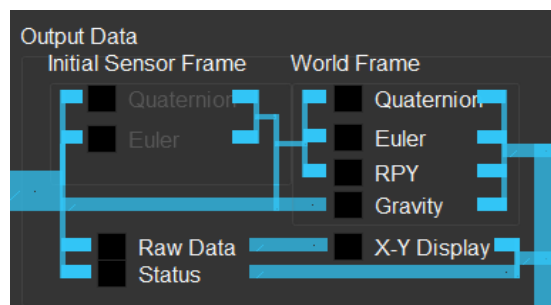 Output Data
Initial Sensor Frame
World Frame
Quaternion
Euler
Quaternion
Euler
RPY
Gravity
Raw Data
X-Y Display
Status